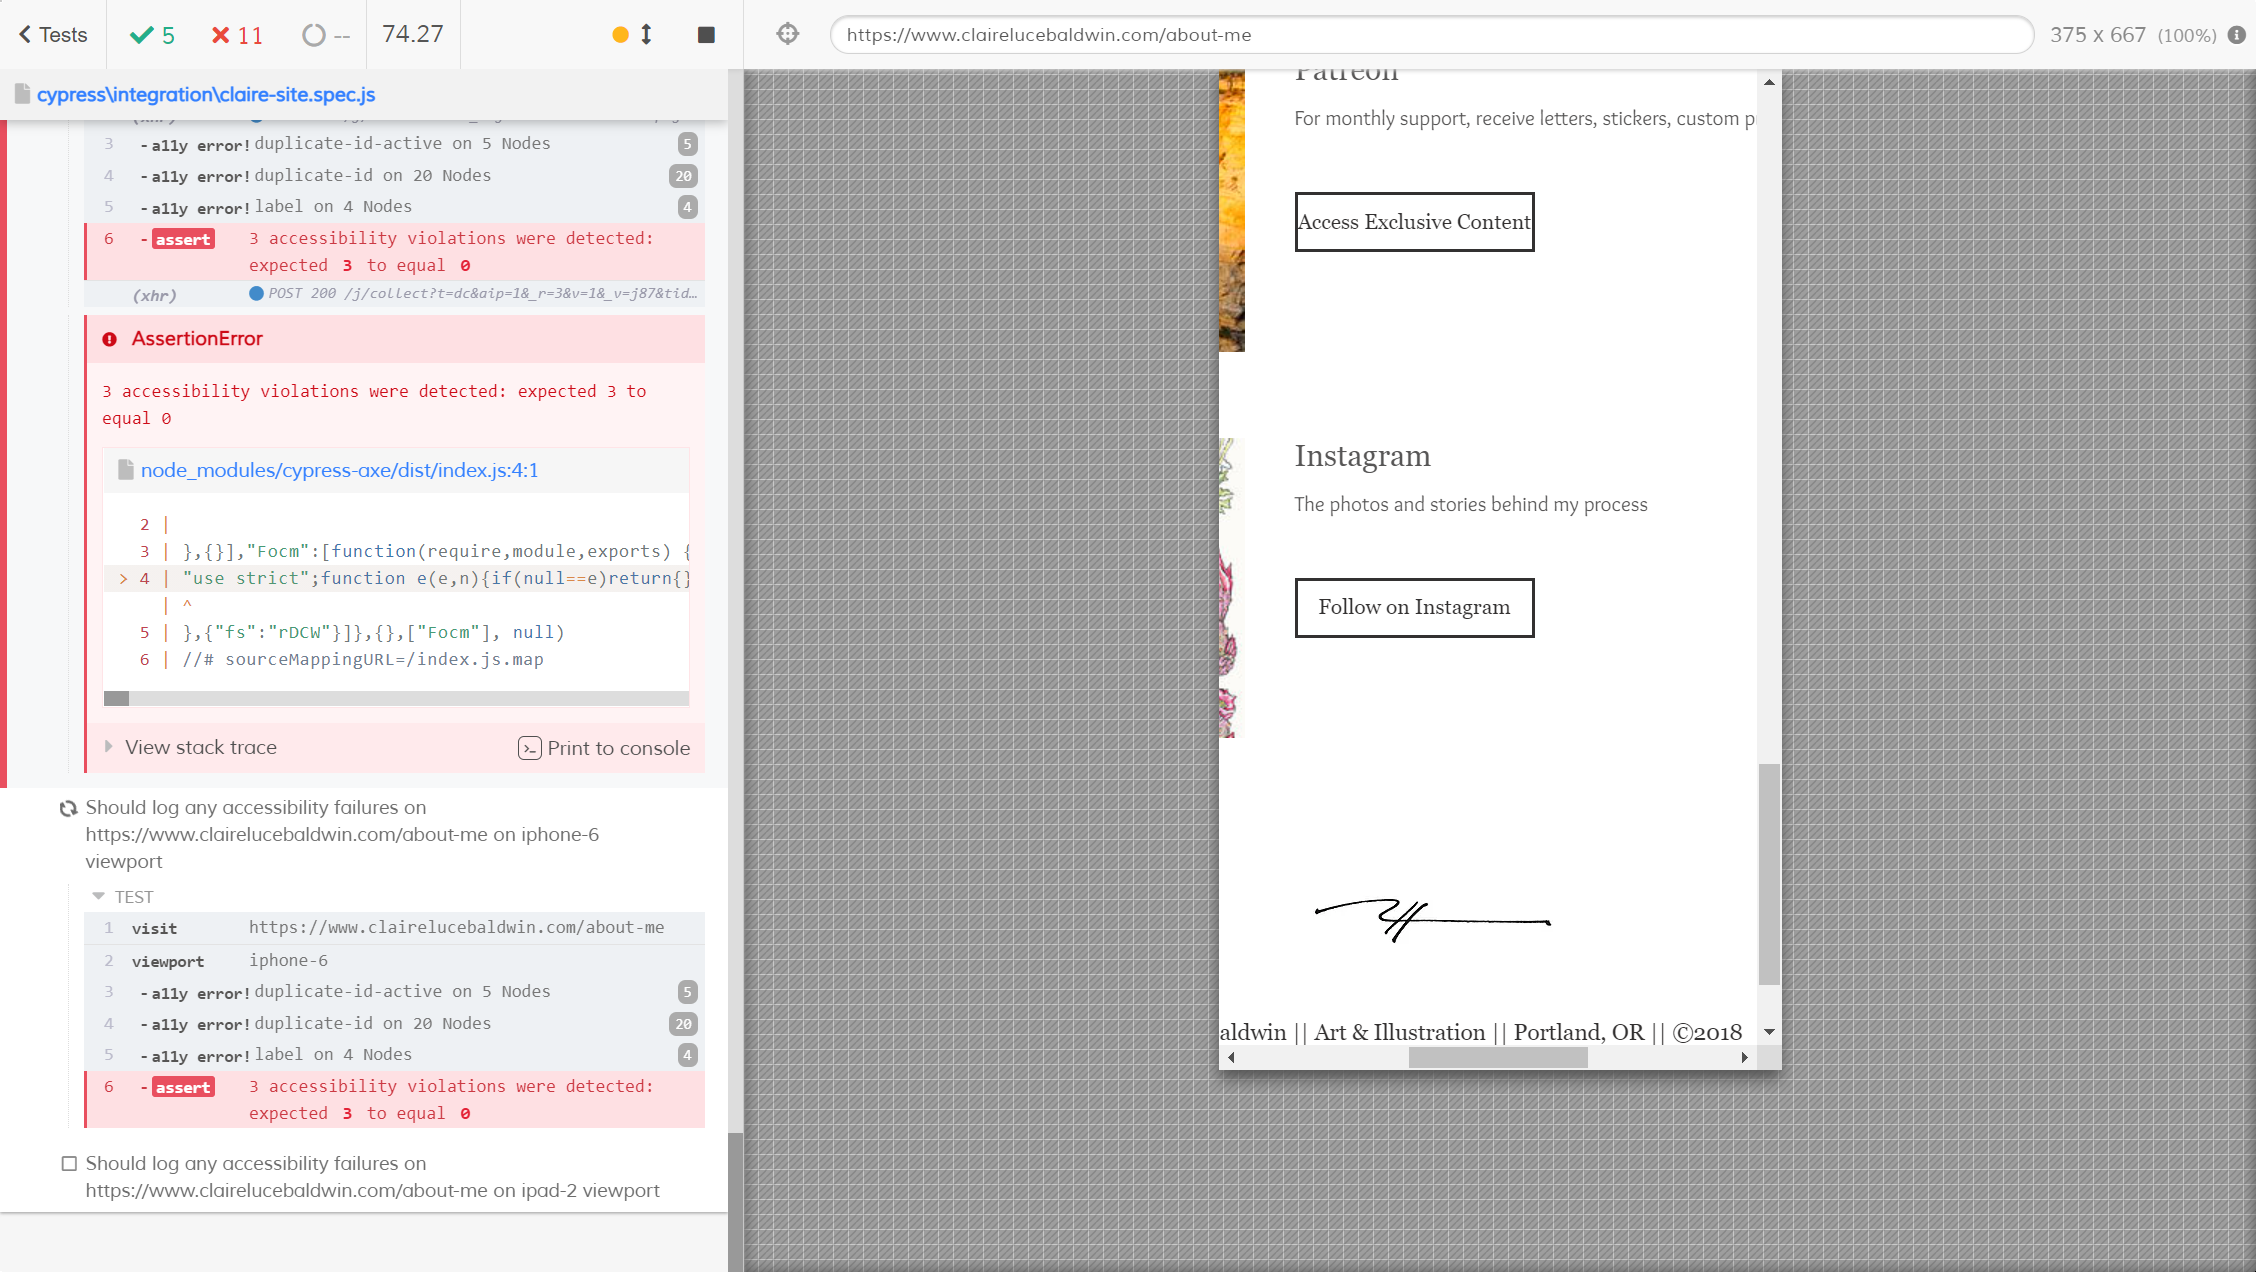 Tests
5
11
--
74.27
https://www.clairelucebaldwin.com/about-me
375 x 667 (100%)
cypress\integration\claire-site.spec.js
(xhr)
3 -a11y error! duplicate-id-active on 5 Nodes 5
4 -a11y error! duplicate-id on 20 Nodes 20
5 -a11y error! label on 4 Nodes 4
6 -assert 3 accessibility violations were detected:
expected 3 to equal 0
(xhr) POST 200 /j/collect?t=dc&aip=1&_r=3&v=1&_v=j87&tid…
AssertionError
3 accessibility violations were detected: expected 3 to
equal 0
node_modules/cypress-axe/dist/index.js:4:1
2 |
3 | },{}],"Focm":[function(require,module,exports) {
> 4 | "use strict";function e(e,n){if(null==e)return{}
| ^
5 | },{"fs":"rDCW"}]},{},["Focm"], null)
6 | //# sourceMappingURL=/index.js.map
View stack trace
Print to console
Should log any accessibility failures on
https://www.clairelucebaldwin.com/about-me on iphone-6
viewport
TEST
1 visit https://www.clairelucebaldwin.com/about-me
2 viewport iphone-6
3 -a11y error! duplicate-id-active on 5 Nodes 5
4 -a11y error! duplicate-id on 20 Nodes 20
5 -a11y error! label on 4 Nodes 4
6 -assert 3 accessibility violations were detected:
expected 3 to equal 0
Should log any accessibility failures on
https://www.clairelucebaldwin.com/about-me on ipad-2 viewport
Patreon
For monthly support, receive letters, stickers, custom p
Access Exclusive Content
Instagram
The photos and stories behind my process
Follow on Instagram
aldwin || Art & Illustration || Portland, OR || ©2018